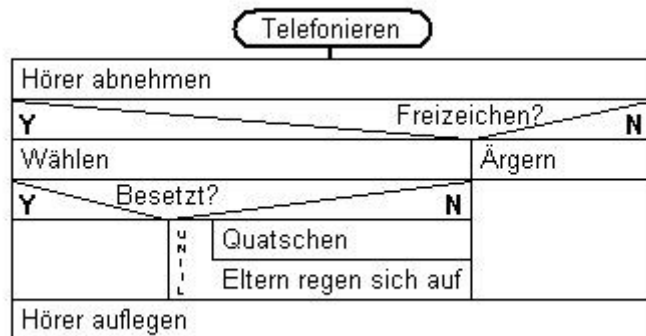 Telefonieren
Hörer abnehmen
Freizeichen?
Y
N
Wählen
Ärgern
Besetzt?
Y
N
UNTIL
Quatschen
Eltern regen sich auf
Hörer auflegen